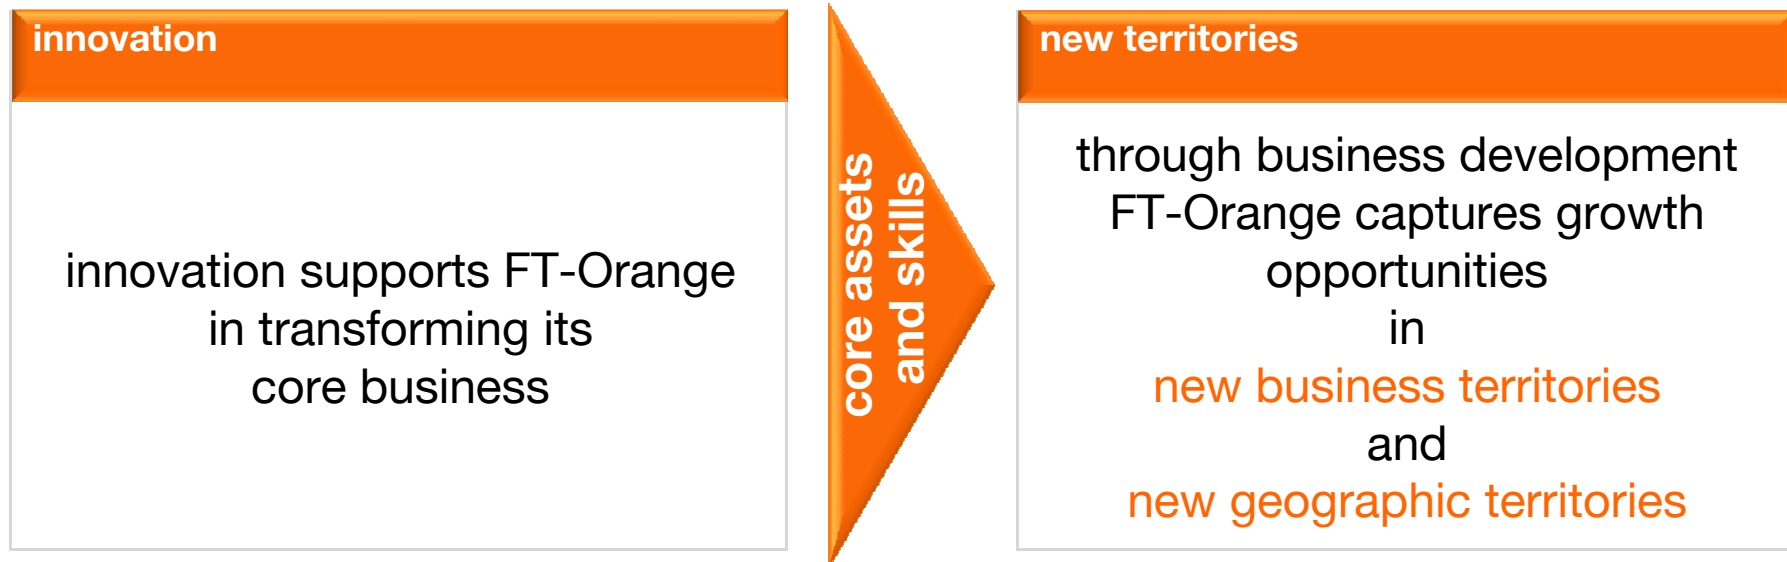 innovation
innovation supports FT-Orange
in transforming its
core business
core assets
and skills
new territories
through business development
FT-Orange captures growth
opportunities
in
new business territories
and
new geographic territories